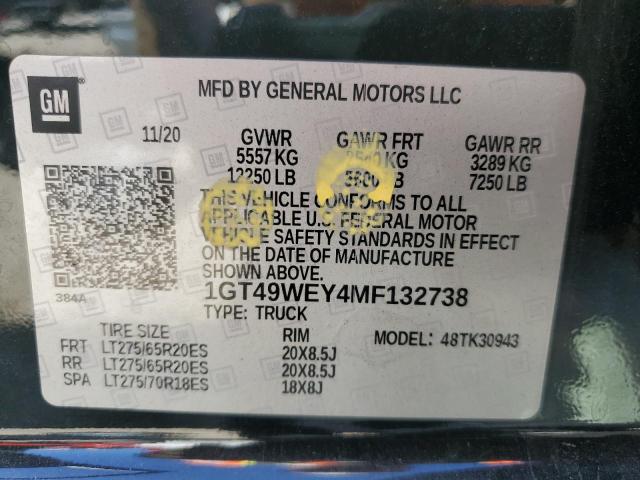 GM
MFD BY GENERAL MOTORS LLC
11/20 GVWR GAWR FRT GAWR RR
5557 KG 2540 KG 3289 KG
12250 LB 5600 LB 7250 LB
THIS VEHICLE CONFORMS TO ALL
APPLICABLE U.S. FEDERAL MOTOR
VEHICLE SAFETY STANDARDS IN EFFECT
ON THE DATE OF MANUFACTURE
SHOWN ABOVE.
384A
1GT49WEY4MF132738
TYPE: TRUCK
TIRE SIZE RIM MODEL: 48TK30943
FRT LT275/65R20ES 20X8.5J
RR LT275/65R20ES 20X8.5J
SPA LT275/70R18ES 18X8J